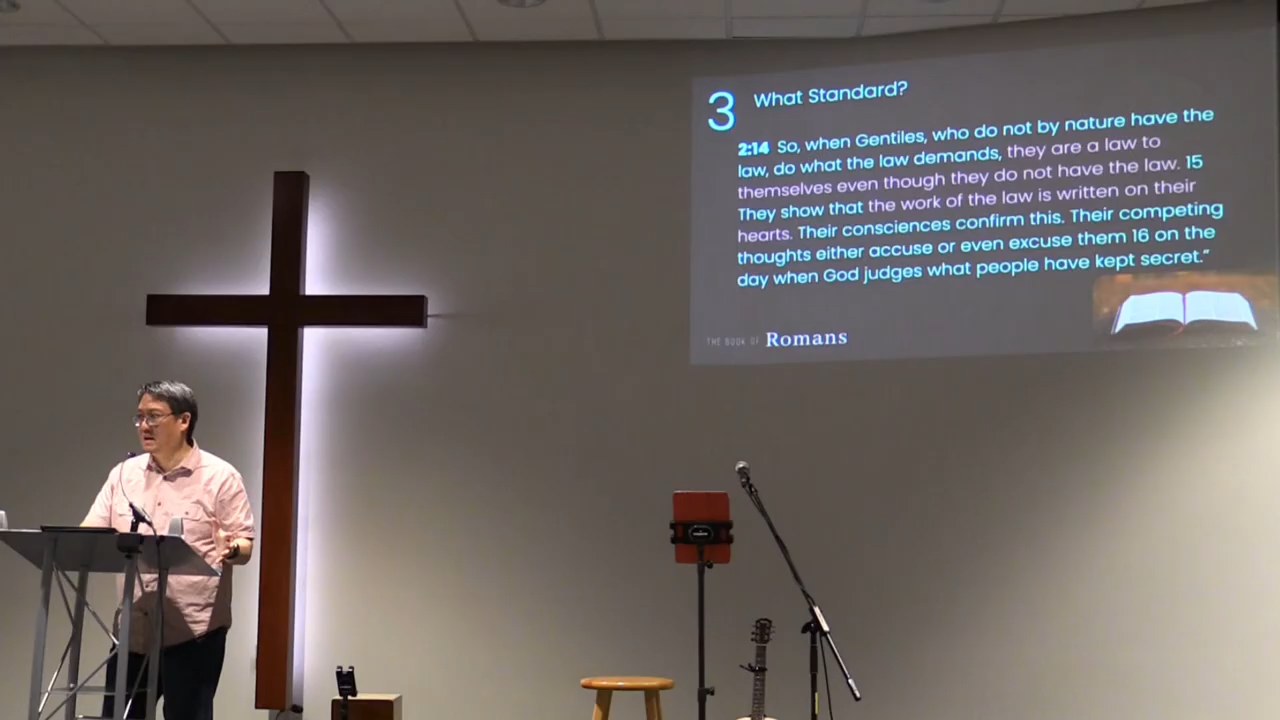 3 What Standard?
2:14 So, when Gentiles, who do not by nature have the
law, do what the law demands, they are a law to
themselves even though they do not have the law. 15
They show that the work of the law is written on their
hearts. Their consciences confirm this. Their competing
thoughts either accuse or even excuse them 16 on the
day when God judges what people have kept secret.”
THE BOOK OF Romans